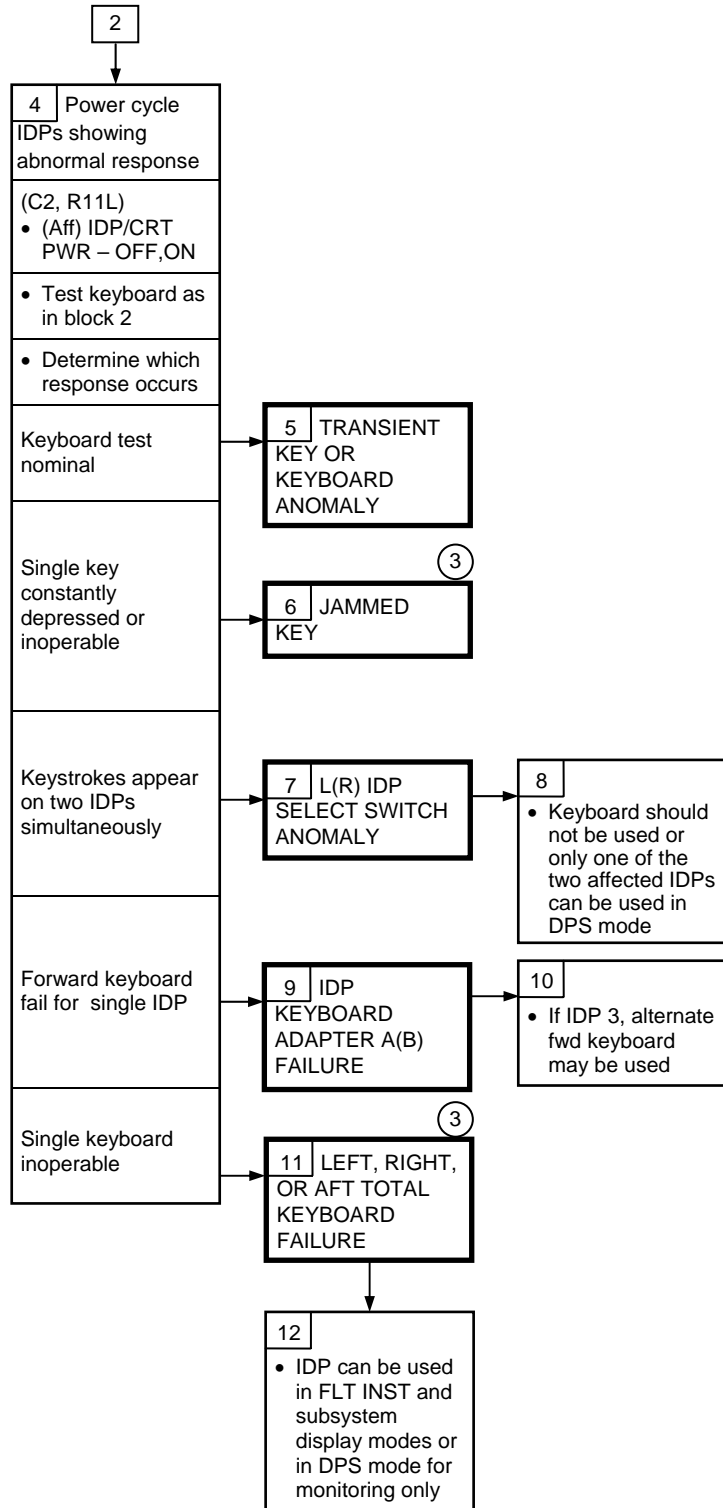 2
4 Power cycle
IDPs showing
abnormal response
(C2, R11L)
• (Aff) IDP/CRT
PWR – OFF,ON
• Test keyboard as
in block 2
• Determine which
response occurs
Keyboard test
nominal
5 TRANSIENT
KEY OR
KEYBOARD
ANOMALY
Single key
constantly
depressed or
inoperable
3
6 JAMMED
KEY
Keystrokes appear
on two IDPs
simultaneously
7 L(R) IDP
SELECT SWITCH
ANOMALY
8
• Keyboard should
not be used or
only one of the
two affected IDPs
can be used in
DPS mode
Forward keyboard
fail for single IDP
9 IDP
KEYBOARD
ADAPTER A(B)
FAILURE
10
• If IDP 3, alternate
fwd keyboard
may be used
Single keyboard
inoperable
3
11 LEFT, RIGHT,
OR AFT TOTAL
KEYBOARD
FAILURE
12
• IDP can be used
in FLT INST and
subsystem
display modes or
in DPS mode for
monitoring only